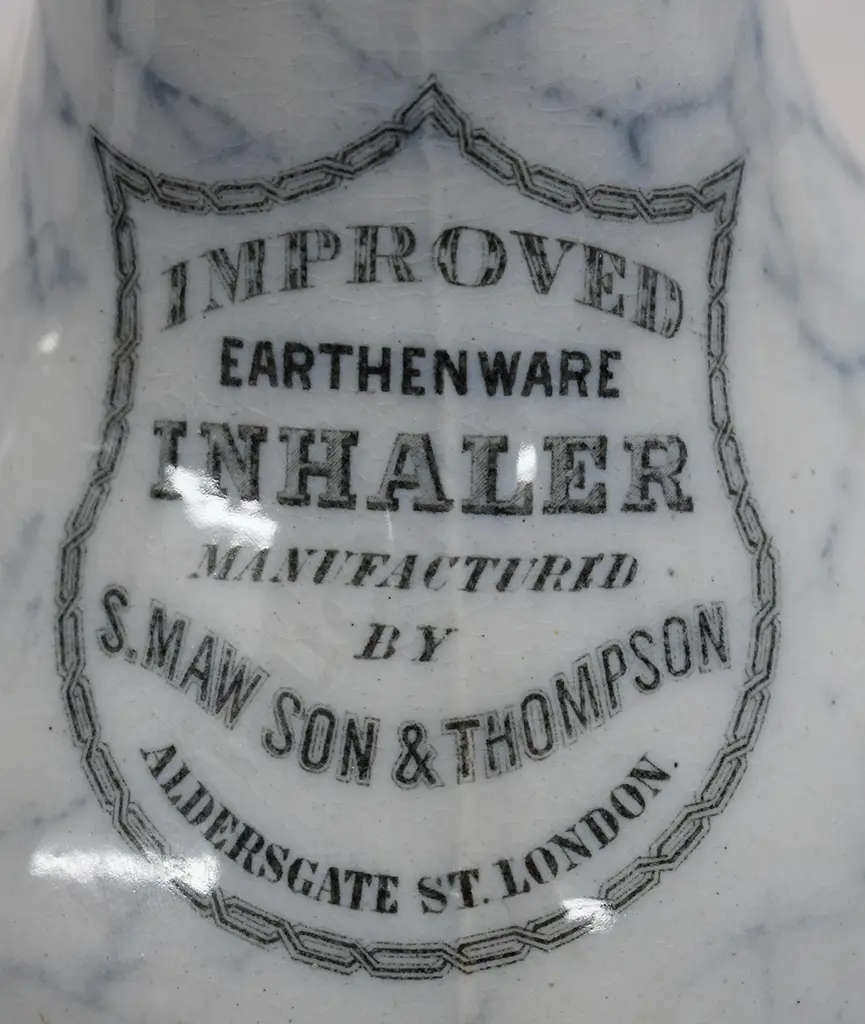 IMPROVED
EARTHENWARE
INHALER
MANUFACTURED
BY
S. MAW SON & THOMPSON
ALDERSGATE ST. LONDON.